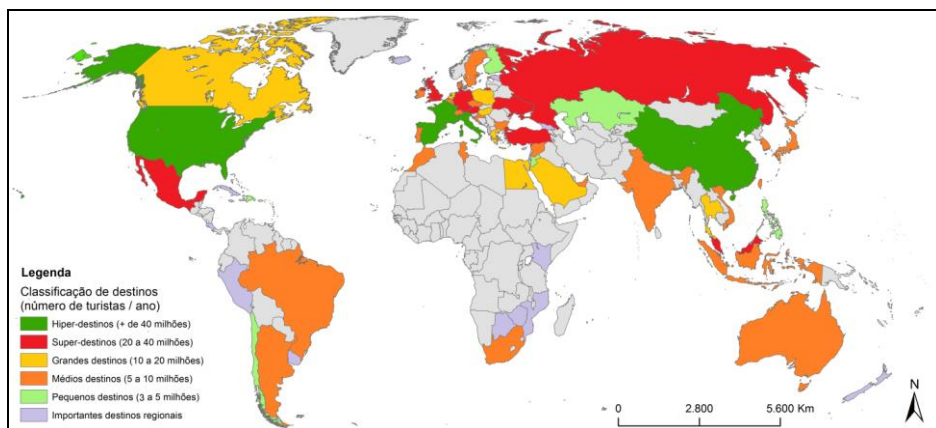 Legenda
Classificação de destinos
(número de turistas / ano)
Hiper-destinos (+ de 40 milhões)
Super-destinos (20 a 40 milhões)
Grandes destinos (10 a 20 milhões)
Médios destinos (5 a 10 milhões)
Pequenos destinos (3 a 5 milhões)
Importantes destinos regionais
N
0 2.800 5.600 Km